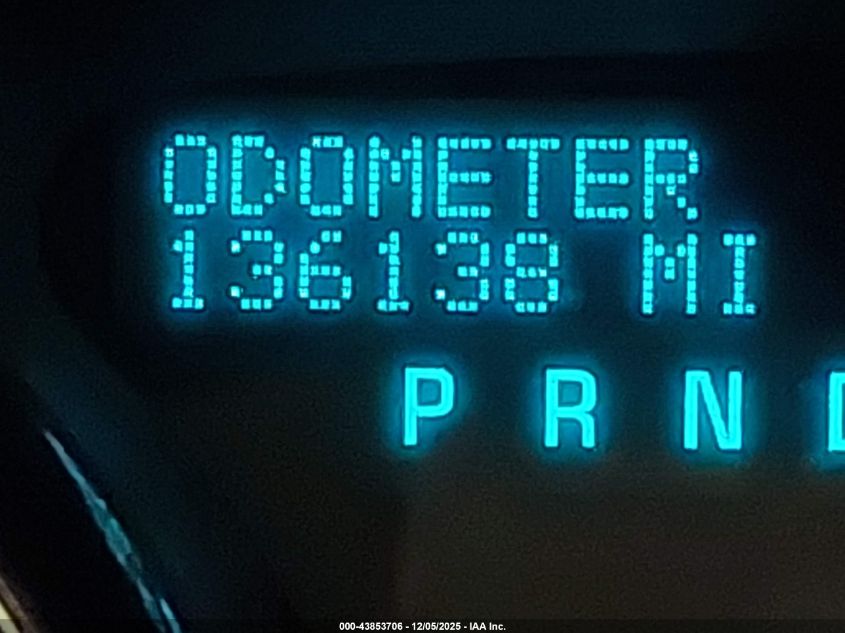 ODOMETER
136138 MI
P R N
000-43853706 - 12/05/2025 - IAA Inc.